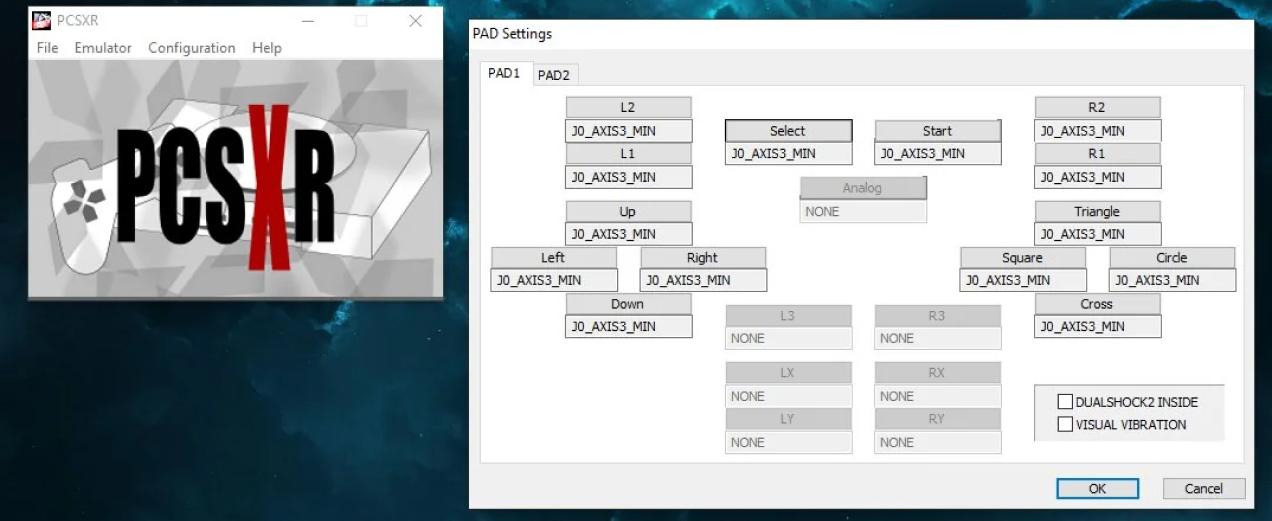 PCSXR
File Emulator Configuration Help
PCSXR
PAD Settings
PAD1 PAD2
L2
J0_AXIS3_MIN
L1
J0_AXIS3_MIN
Select
J0_AXIS3_MIN
Start
J0_AXIS3_MIN
R2
J0_AXIS3_MIN
R1
J0_AXIS3_MIN
Analog
NONE
Up
J0_AXIS3_MIN
Left
J0_AXIS3_MIN
Right
J0_AXIS3_MIN
Down
J0_AXIS3_MIN
Triangle
J0_AXIS3_MIN
Square
J0_AXIS3_MIN
Circle
J0_AXIS3_MIN
Cross
J0_AXIS3_MIN
L3
NONE
R3
NONE
LX
NONE
RX
NONE
LY
NONE
RY
NONE
DUALSHOCK2 INSIDE
VISUAL VIBRATION
OK Cancel